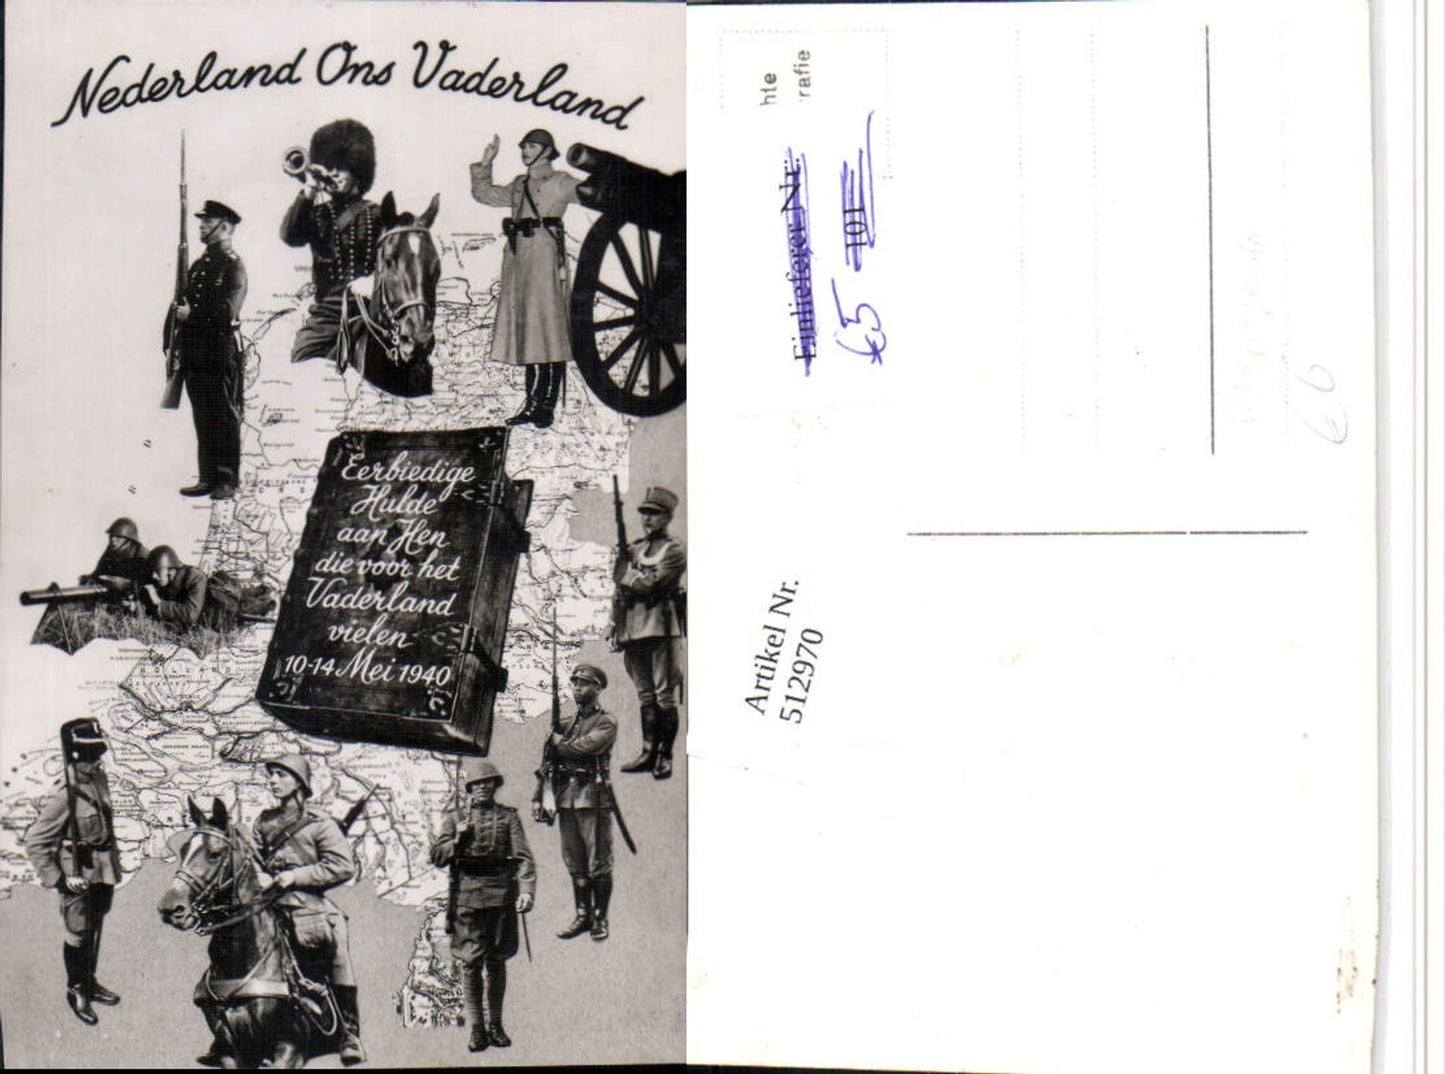 Nederland Ons Vaderland
Eerbiedige
Hulde
aan Hen
die voor het
Vaderland
vielen
10-14 Mei 1940
hte
rafie
Einlieferer Nr.
101
€5
Artikel Nr.
512970
€6